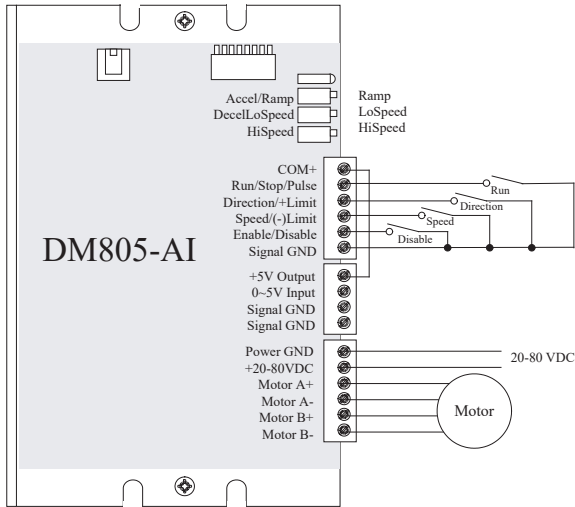 Accel/Ramp
Ramp
DecelLoSpeed
LoSpeed
HiSpeed
HiSpeed
COM+
Run/Stop/Pulse
Run
Direction/+Limit
Direction
Speed/(-)Limit
Speed
Enable/Disable
Disable
Signal GND
DM805-AI
+5V Output
0~5V Input
Signal GND
Signal GND
Power GND
20-80 VDC
+20-80VDC
Motor A+
Motor A-
Motor
Motor B+
Motor B-